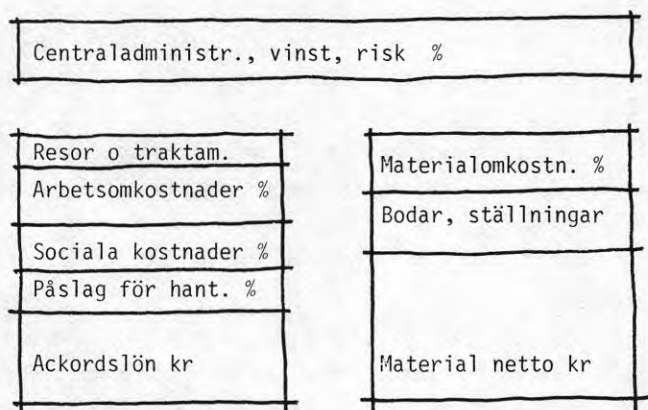 Centraladministr., vinst, risk %
Resor o traktam.
Arbetsomkostnader %
Sociala kostnader %
Påslag för hant. %
Ackordslön kr
Materialomkostn. %
Bodar, ställningar
Material netto kr